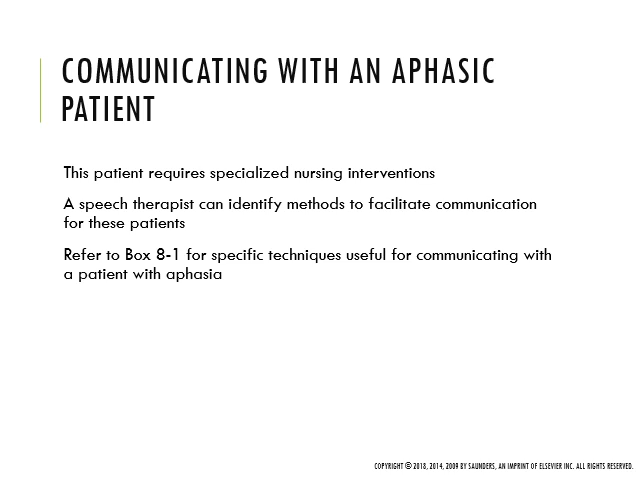 COMMUNICATING WITH AN APHASIC
PATIENT
This patient requires specialized nursing interventions
A speech therapist can identify methods to facilitate communication
for these patients
Refer to Box 8-1 for specific techniques useful for communicating with
a patient with aphasia
COPYRIGHT © 2018, 2014, 2009 BY SAUNDERS, AN IMPRINT OF ELSEVIER INC. ALL RIGHTS RESERVED.